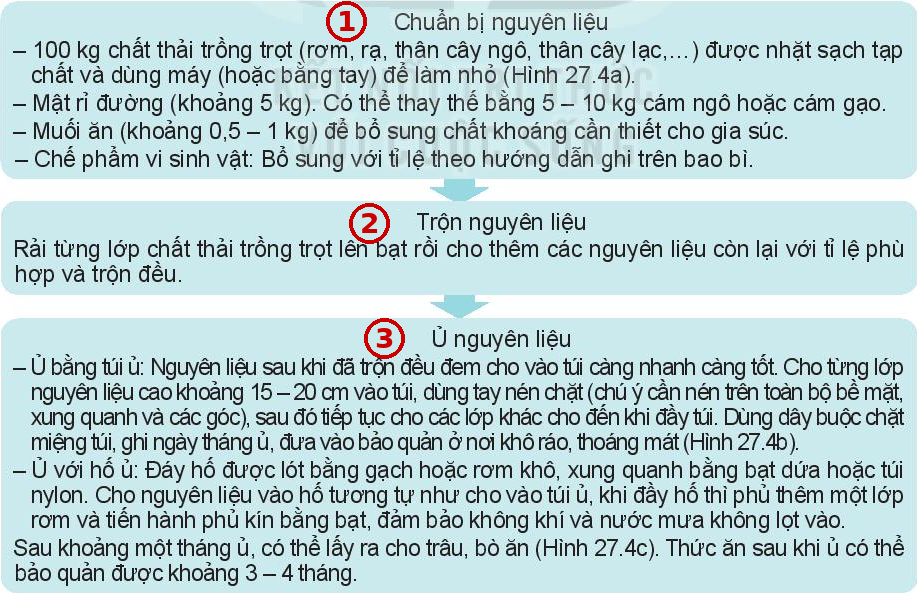 1 Chuẩn bị nguyên liệu
– 100 kg chất thải trồng trọt (rơm, rạ, thân cây ngô, thân cây lạc,…) được nhặt sạch tạp
chất và dùng máy (hoặc bằng tay) để làm nhỏ (Hình 27.4a).
– Mật rỉ đường (khoảng 5 kg). Có thể thay thế bằng 5 – 10 kg cám ngô hoặc cám gạo.
– Muối ăn (khoảng 0,5 – 1 kg) để bổ sung chất khoáng cần thiết cho gia súc.
– Chế phẩm vi sinh vật: Bổ sung với tỉ lệ theo hướng dẫn ghi trên bao bì.
KẾT NỐI TRI THỨC
VỚI CUỘC SỐNG
2 Trộn nguyên liệu
Rải từng lớp chất thải trồng trọt lên bạt rồi cho thêm các nguyên liệu còn lại với tỉ lệ phù
hợp và trộn đều.
3 Ủ nguyên liệu
– Ủ bằng túi ủ: Nguyên liệu sau khi đã trộn đều đem cho vào túi càng nhanh càng tốt. Cho từng lớp
nguyên liệu cao khoảng 15 – 20 cm vào túi, dùng tay nén chặt (chú ý cần nén trên toàn bộ bề mặt,
xung quanh và các góc), sau đó tiếp tục cho các lớp khác cho đến khi đầy túi. Dùng dây buộc chặt
miệng túi, ghi ngày tháng ủ, đưa vào bảo quản ở nơi khô ráo, thoáng mát (Hình 27.4b).
– Ủ với hố ủ: Đáy hố được lót bằng gạch hoặc rơm khô, xung quanh bằng bạt dứa hoặc túi
nylon. Cho nguyên liệu vào hố tương tự như cho vào túi ủ, khi đầy hố thì phủ thêm một lớp
rơm và tiến hành phủ kín bằng bạt, đảm bảo không khí và nước mưa không lọt vào.
Sau khoảng một tháng ủ, có thể lấy ra cho trâu, bò ăn (Hình 27.4c). Thức ăn sau khi ủ có thể
bảo quản được khoảng 3 – 4 tháng.